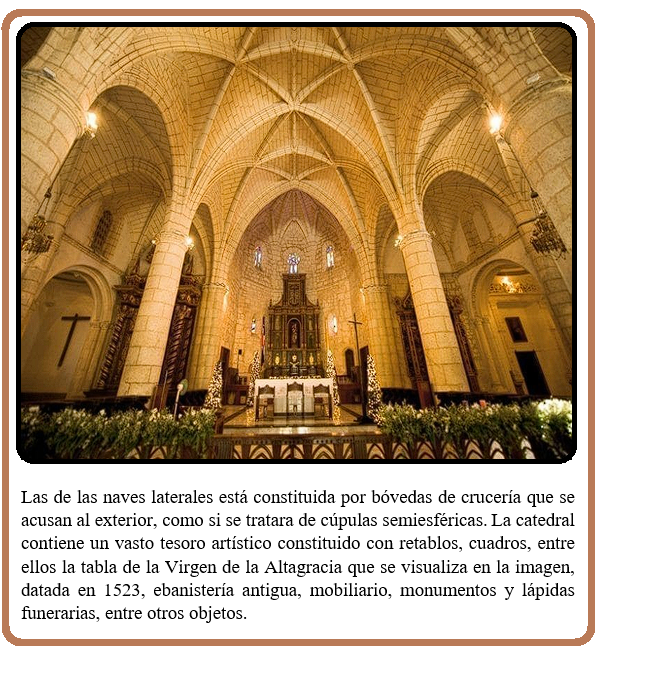 Las de las naves laterales está constituida por bóvedas de crucería que se
acusan al exterior, como si se tratara de cúpulas semiesféricas. La catedral
contiene un vasto tesoro artístico constituido con retablos, cuadros, entre
ellos la tabla de la Virgen de la Altagracia que se visualiza en la imagen,
datada en 1523, ebanistería antigua, mobiliario, monumentos y lápidas
funerarias, entre otros objetos.